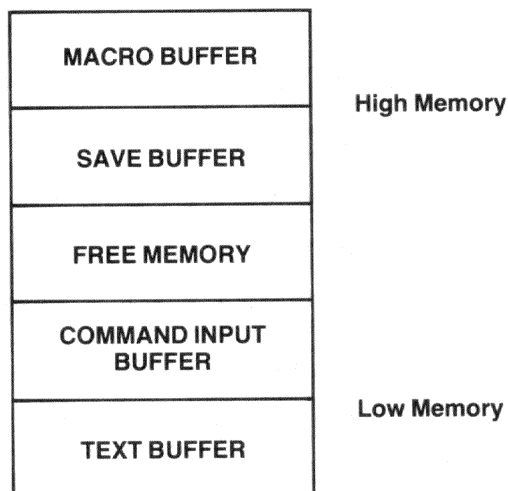 MACRO BUFFER
High Memory
SAVE BUFFER
FREE MEMORY
COMMAND INPUT
BUFFER
Low Memory
TEXT BUFFER